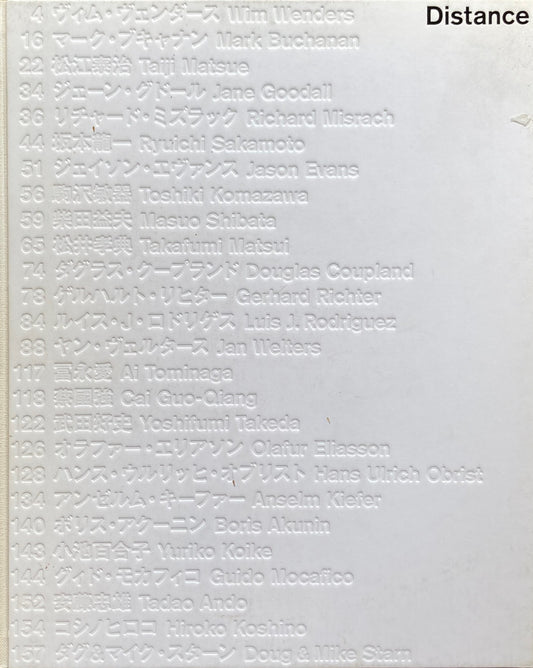 Distance
4 ヴィム・ヴェンダース Wim Wenders
16 マーク・ブキャナン Mark Buchanan
22 松江泰治 Taiji Matsue
34 ジェーン・グドール Jane Goodall
36 リチャード・ミズラック Richard Misrach
44 坂本龍一 Ryuichi Sakamoto
51 ジェイソン・エヴァンス Jason Evans
56 駒沢敏器 Toshiki Komazawa
59 柴田益夫 Masuo Shibata
65 松井孝典 Takafumi Matsui
74 ダグラス・クープランド Douglas Coupland
78 ゲルハルト・リヒター Gerhard Richter
84 ルイス・J・ロドリゲス Luis J. Rodriguez
88 ヤン・ヴェルタース Jan Welters
117 冨永愛 Ai Tominaga
118 蔡國強 Cai Guo-Qiang
122 武田好史 Yoshifumi Takeda
126 オラファー・エリアソン Olafur Eliasson
128 ハンス・ウルリッヒ・オブリスト Hans Ulrich Obrist
134 アンゼルム・キーファー Anselm Kiefer
140 ボリス・アクーニン Boris Akunin
143 小池百合子 Yuriko Koike
144 グィド・モカフィコ Guido Mocafico
152 安藤忠雄 Tadao Ando
154 コシノヒロコ Hiroko Koshino
157 ダグ&マイク・スターン Doug & Mike Starn